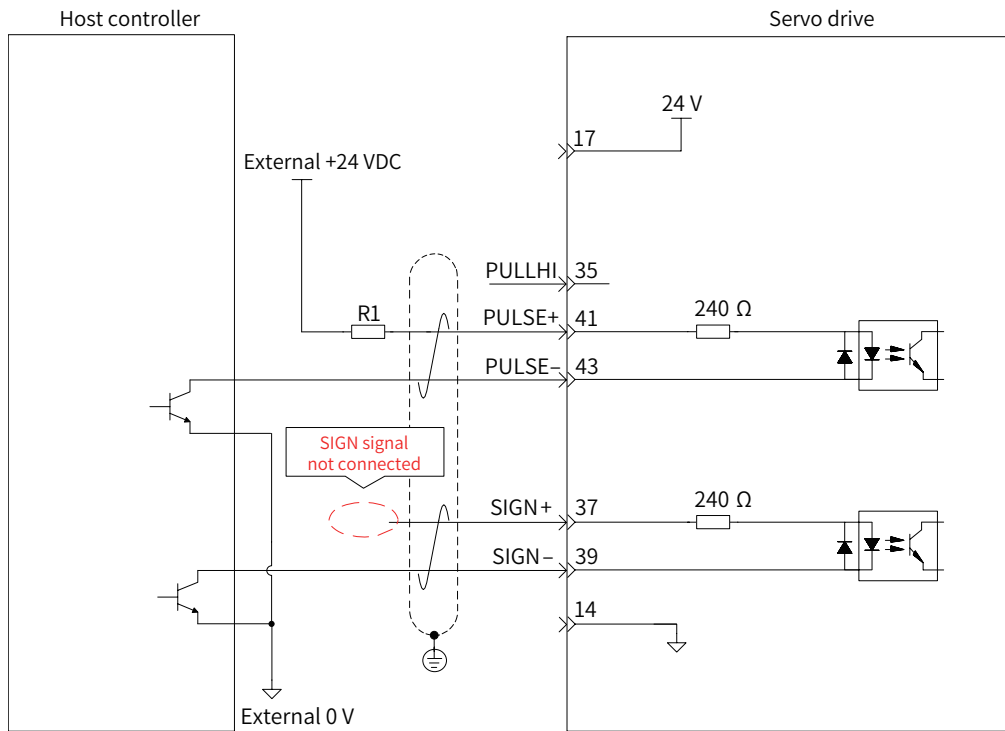 Host controller
Servo drive
24 V
17
External +24 VDC
PULLHI
35
R1
PULSE+
41
240 Ω
PULSE–
43
SIGN signal
not connected
SIGN+
37
240 Ω
SIGN–
39
14
External 0 V